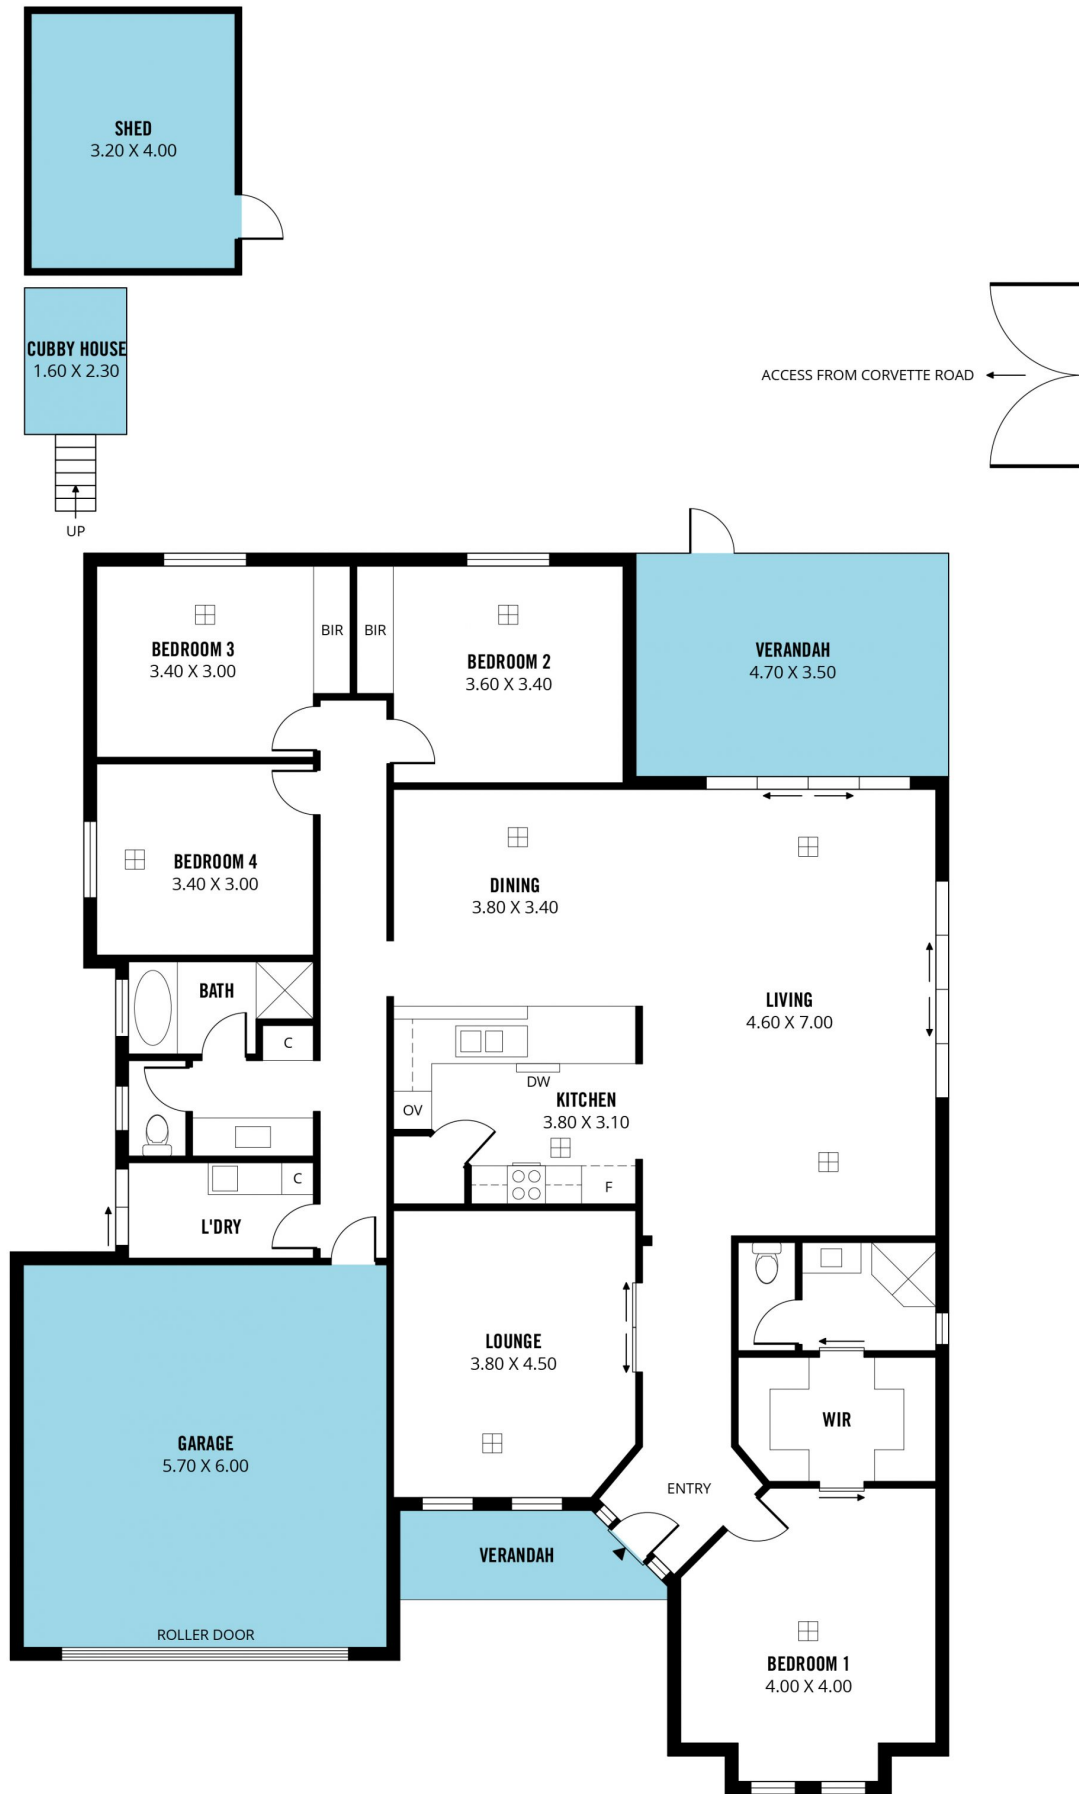 SHED
3.20 X 4.00
CUBBY HOUSE
1.60 X 2.30
UP
ACCESS FROM CORVETTE ROAD
BEDROOM 3
3.40 X 3.00
BIR
BIR
BEDROOM 2
3.60 X 3.40
VERANDAH
4.70 X 3.50
BEDROOM 4
3.40 X 3.00
DINING
3.80 X 3.40
BATH
C
LIVING
4.60 X 7.00
DW
OV
KITCHEN
3.80 X 3.10
F
C
L'DRY
LOUNGE
3.80 X 4.50
WIR
GARAGE
5.70 X 6.00
ROLLER DOOR
ENTRY
VERANDAH
BEDROOM 1
4.00 X 4.00